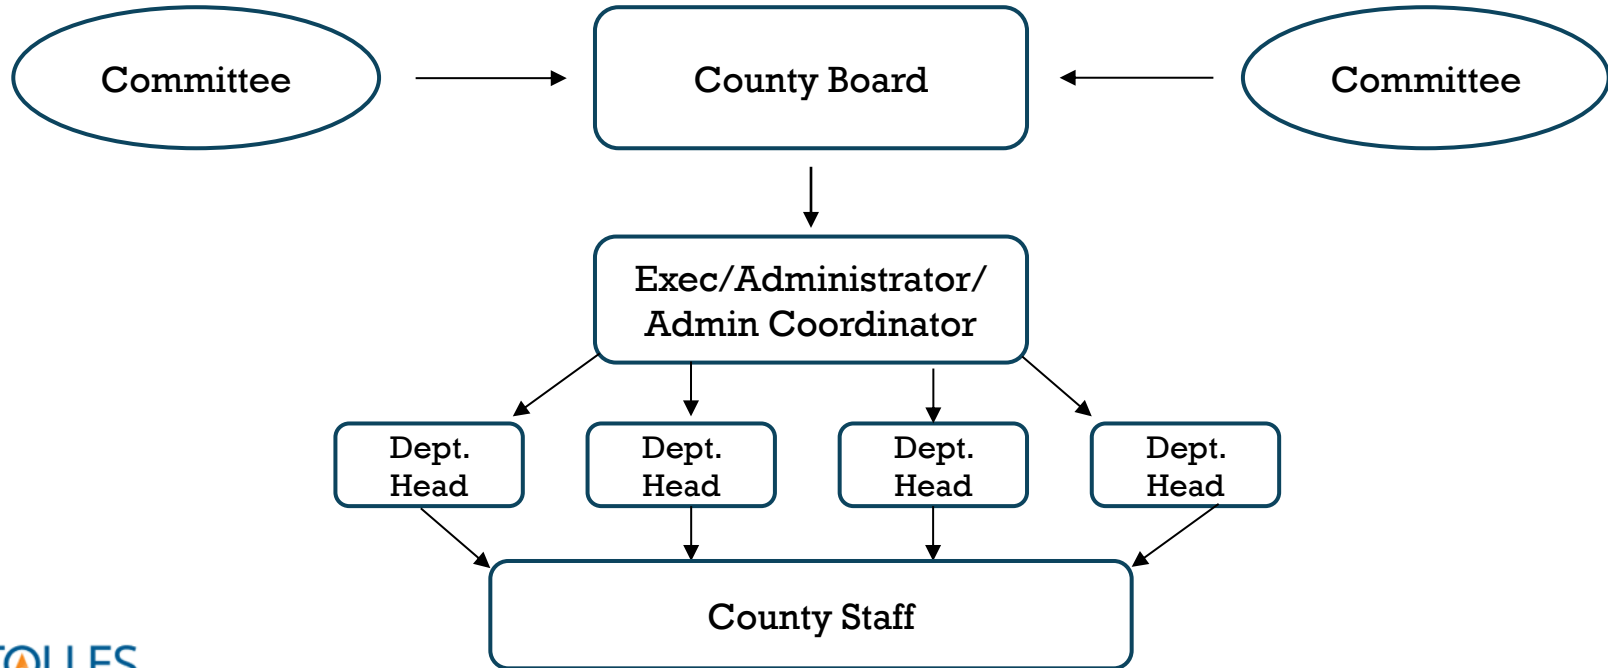 Committee
County Board
Committee
Exec/Administrator/
Admin Coordinator
Dept.
Head
Dept.
Head
Dept.
Head
Dept.
Head
County Staff